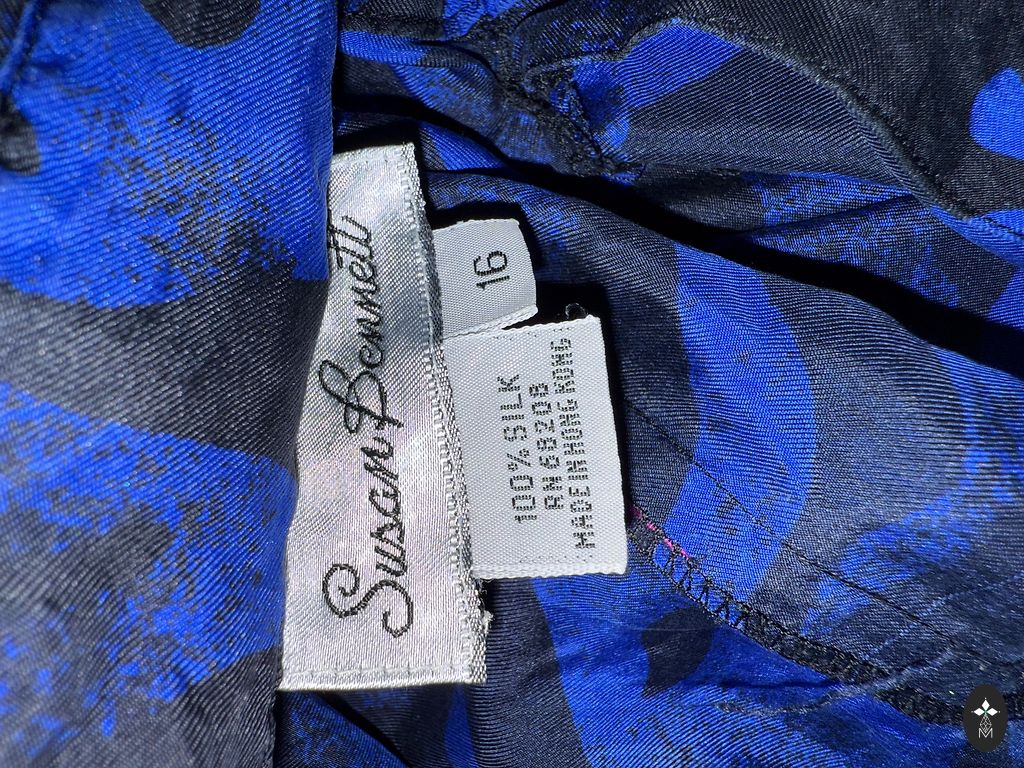 Susan Bennett
16
100% SILK
RN 68208
MADE IN HONG KONG